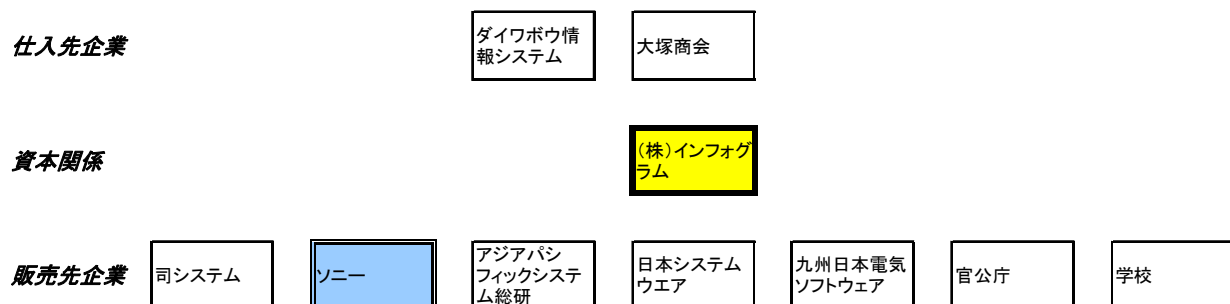 仕入先企業
ダイワボウ情
報システム
大塚商会
資本関係
（株）インフォグ
ラム
販売先企業
司システム
ソニー
アジアパシ
フィックシステ
ム総研
日本システム
ウエア
九州日本電気
ソフトウェア
官公庁
学校